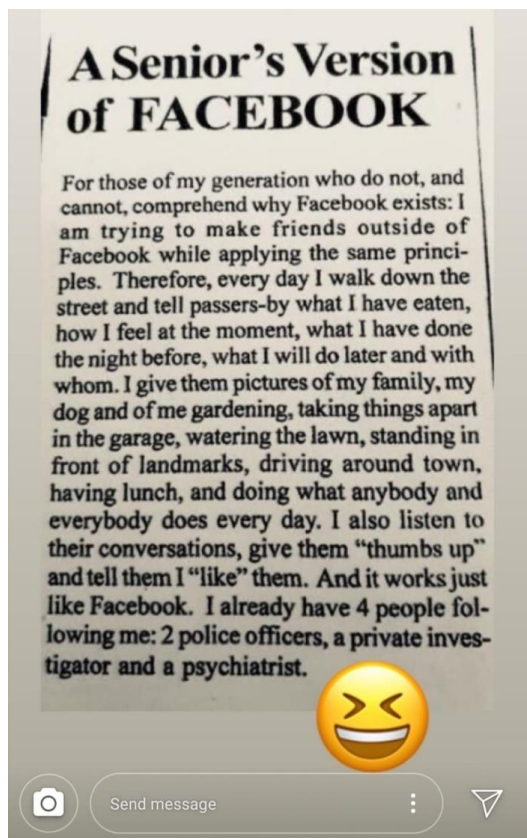 A Senior's Version
of FACEBOOK
For those of my generation who do not, and
cannot, comprehend why Facebook exists: I
am trying to make friends outside of
Facebook while applying the same princi-
ples. Therefore, every day I walk down the
street and tell passers-by what I have eaten,
how I feel at the moment, what I have done
the night before, what I will do later and with
whom. I give them pictures of my family, my
dog and of me gardening, taking things apart
in the garage, watering the lawn, standing in
front of landmarks, driving around town,
having lunch, and doing what anybody and
everybody does every day. I also listen to
their conversations, give them “thumbs up”
and tell them I “like” them. And it works just
like Facebook. I already have 4 people fol-
lowing me: 2 police officers, a private inves-
tigator and a psychiatrist.
Send message